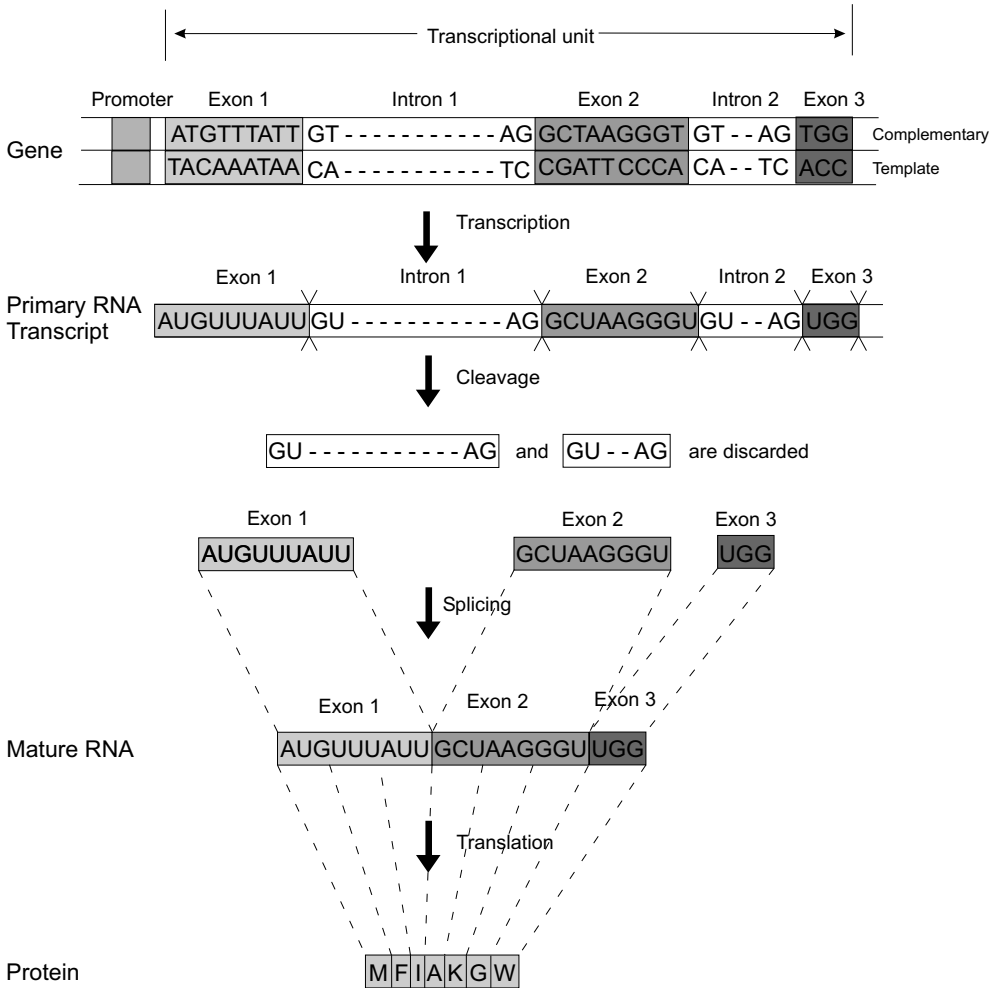 Transcriptional unit
Promoter Exon 1 Intron 1 Exon 2 Intron 2 Exon 3
Gene
ATGTTTATT GT - - - - - - - - - - - AG GCTAAGGGT GT - - AG TGG Complementary
TACAAATAA CA - - - - - - - - - - - TC CGATTCCCA CA - - TC ACC Template
Transcription
Exon 1 Intron 1 Exon 2 Intron 2 Exon 3
Primary RNA
Transcript
AUGUUUAUU GU - - - - - - - - - - - AG GCUAAGGGU GU - - AG UGG
Cleavage
GU - - - - - - - - - - - AG and GU - - AG are discarded
Exon 1 Exon 2 Exon 3
AUGUUUAUU GCUAAGGGU UGG
Splicing
Exon 1 Exon 2 Exon 3
Mature RNA AUGUUUAUU GCUAAGGGU UGG
Translation
Protein M F I A K G W